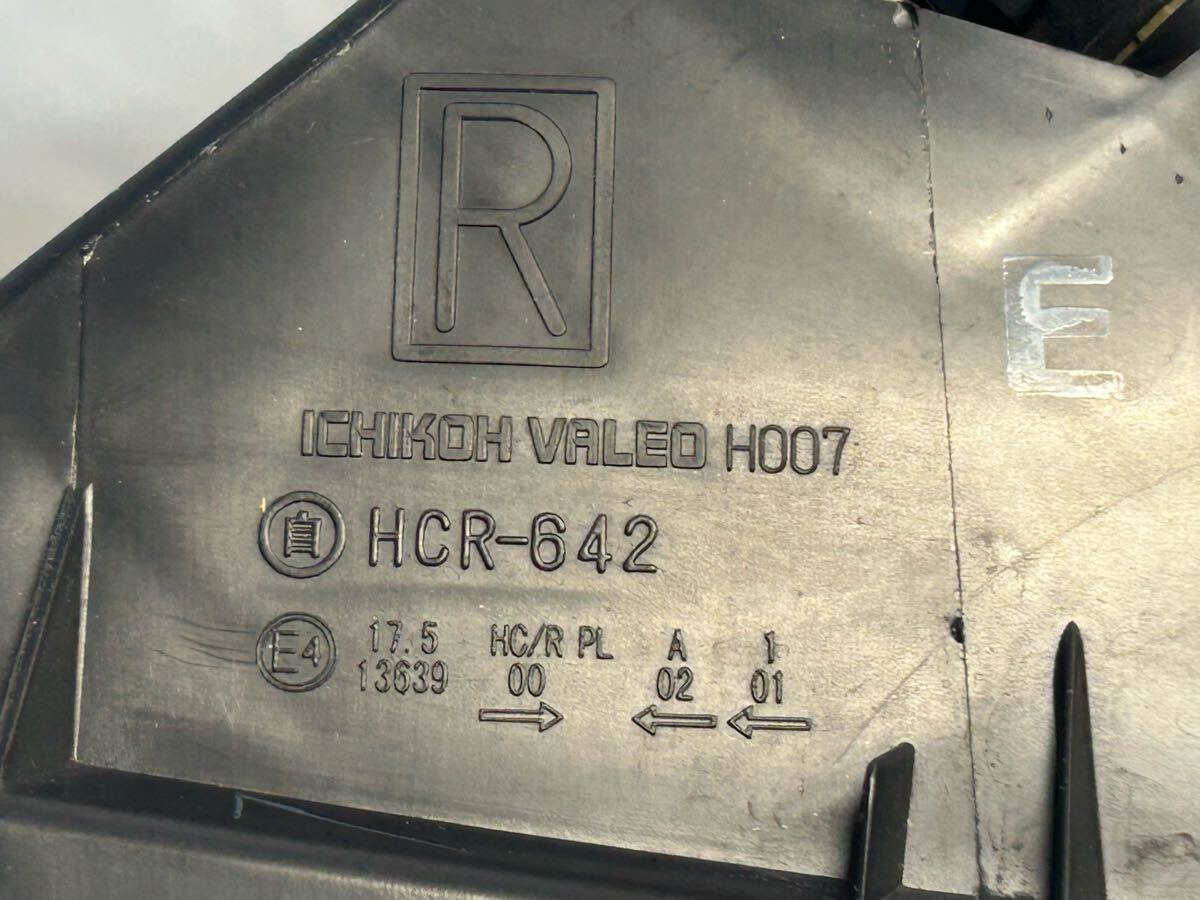 R
E
ICHIKOH VALEO H007
自 HCR-642
E4 17.5 HC/R PL A 1
13639 00 02 01
→ ← ←